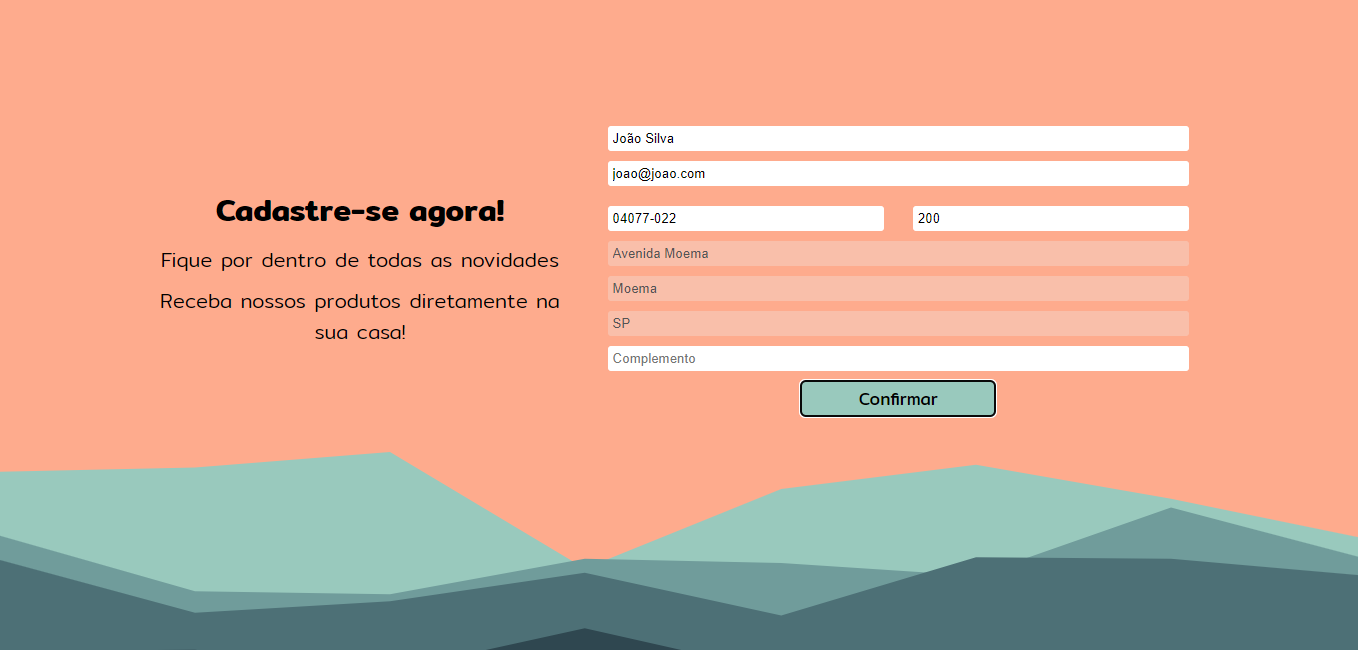 Cadastre-se agora!
Fique por dentro de todas as novidades
Receba nossos produtos diretamente na
sua casa!
João Silva
joao@joao.com
04077-022
200
Avenida Moema
Moema
SP
Complemento
Confirmar